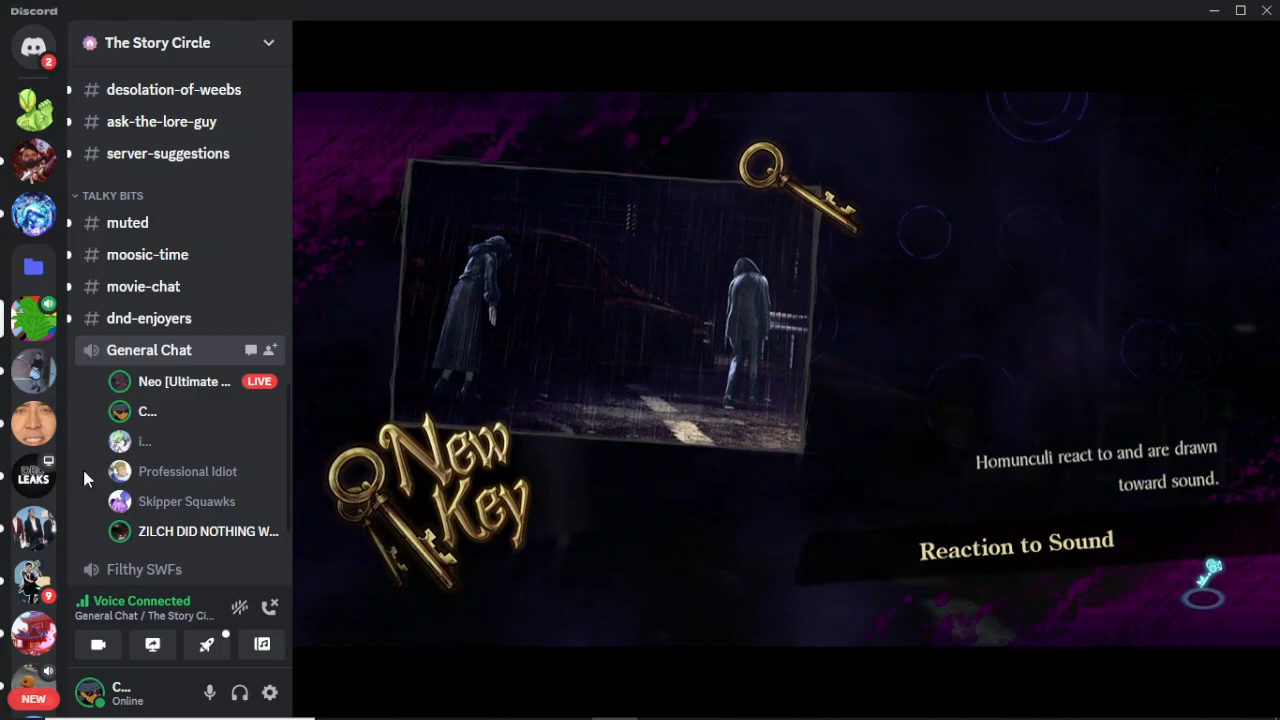 Discord
2
The Story Circle
desolation-of-weebs
ask-the-lore-guy
server-suggestions
TALKY BITS
muted
moosic-time
movie-chat
dnd-enjoyers
General Chat
Neo [Ultimate ... LIVE
C...
i...
Professional Idiot
Skipper Squawks
ZILCH DID NOTHING W...
Filthy SWFs
LEAKS
9
NEW
Voice Connected
General Chat / The Story Ci...
C...
Online
New
Key
Homunculi react to and are drawn
toward sound.
Reaction to Sound